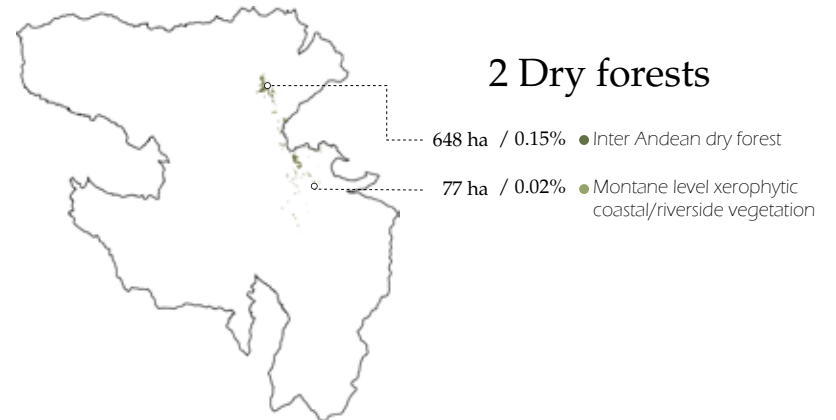 2 Dry forests
648 ha / 0.15% Inter Andean dry forest
77 ha / 0.02% Montane level xerophytic
coastal/riverside vegetation